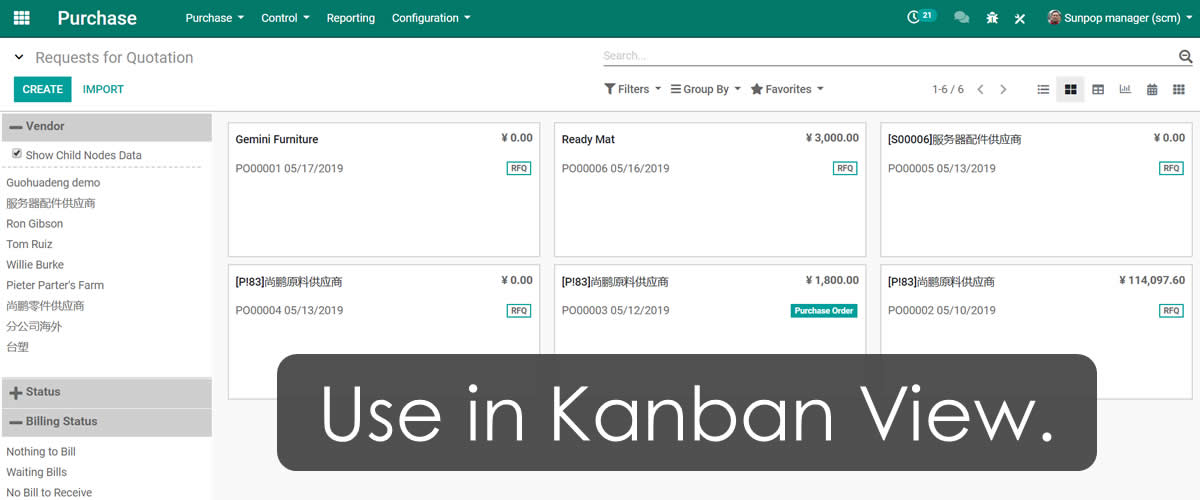 Purchase Purchase Control Reporting Configuration 21 Sunpop manager (scm)
Requests for Quotation Search...
CREATE IMPORT Filters Group By Favorites 1-6 / 6
Vendor
Show Child Nodes Data
Guohuadeng demo
服务器配件供应商
Ron Gibson
Tom Ruiz
Willie Burke
Pieter Parter's Farm
尚鹏零件供应商
分公司海外
台塑
Status
Billing Status
Nothing to Bill
Waiting Bills
No Bill to Receive
Gemini Furniture ¥ 0.00
PO00001 05/17/2019 RFQ
Ready Mat ¥ 3,000.00
PO00006 05/16/2019 RFQ
[S00006]服务器配件供应商 ¥ 0.00
PO00005 05/13/2019 RFQ
[P!83]尚鹏原料供应商 ¥ 0.00
PO00004 05/13/2019 RFQ
[P!83]尚鹏原料供应商 ¥ 1,800.00
PO00003 05/12/2019 Purchase Order
[P!83]尚鹏原料供应商 ¥ 114,097.60
PO00002 05/10/2019 RFQ
Use in Kanban View.